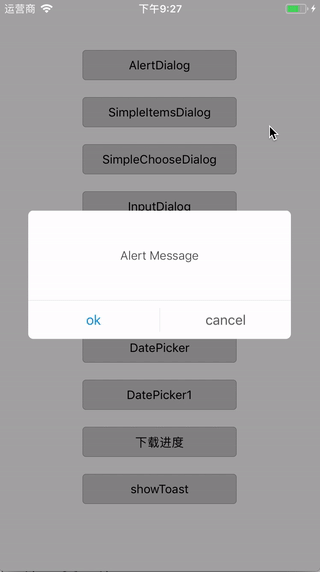 运营商 下午9:27
AlertDialog
SimpleItemsDialog
SimpleChooseDialog
InputDialog
Alert Message
ok cancel
DatePicker
DatePicker1
下载进度
showToast